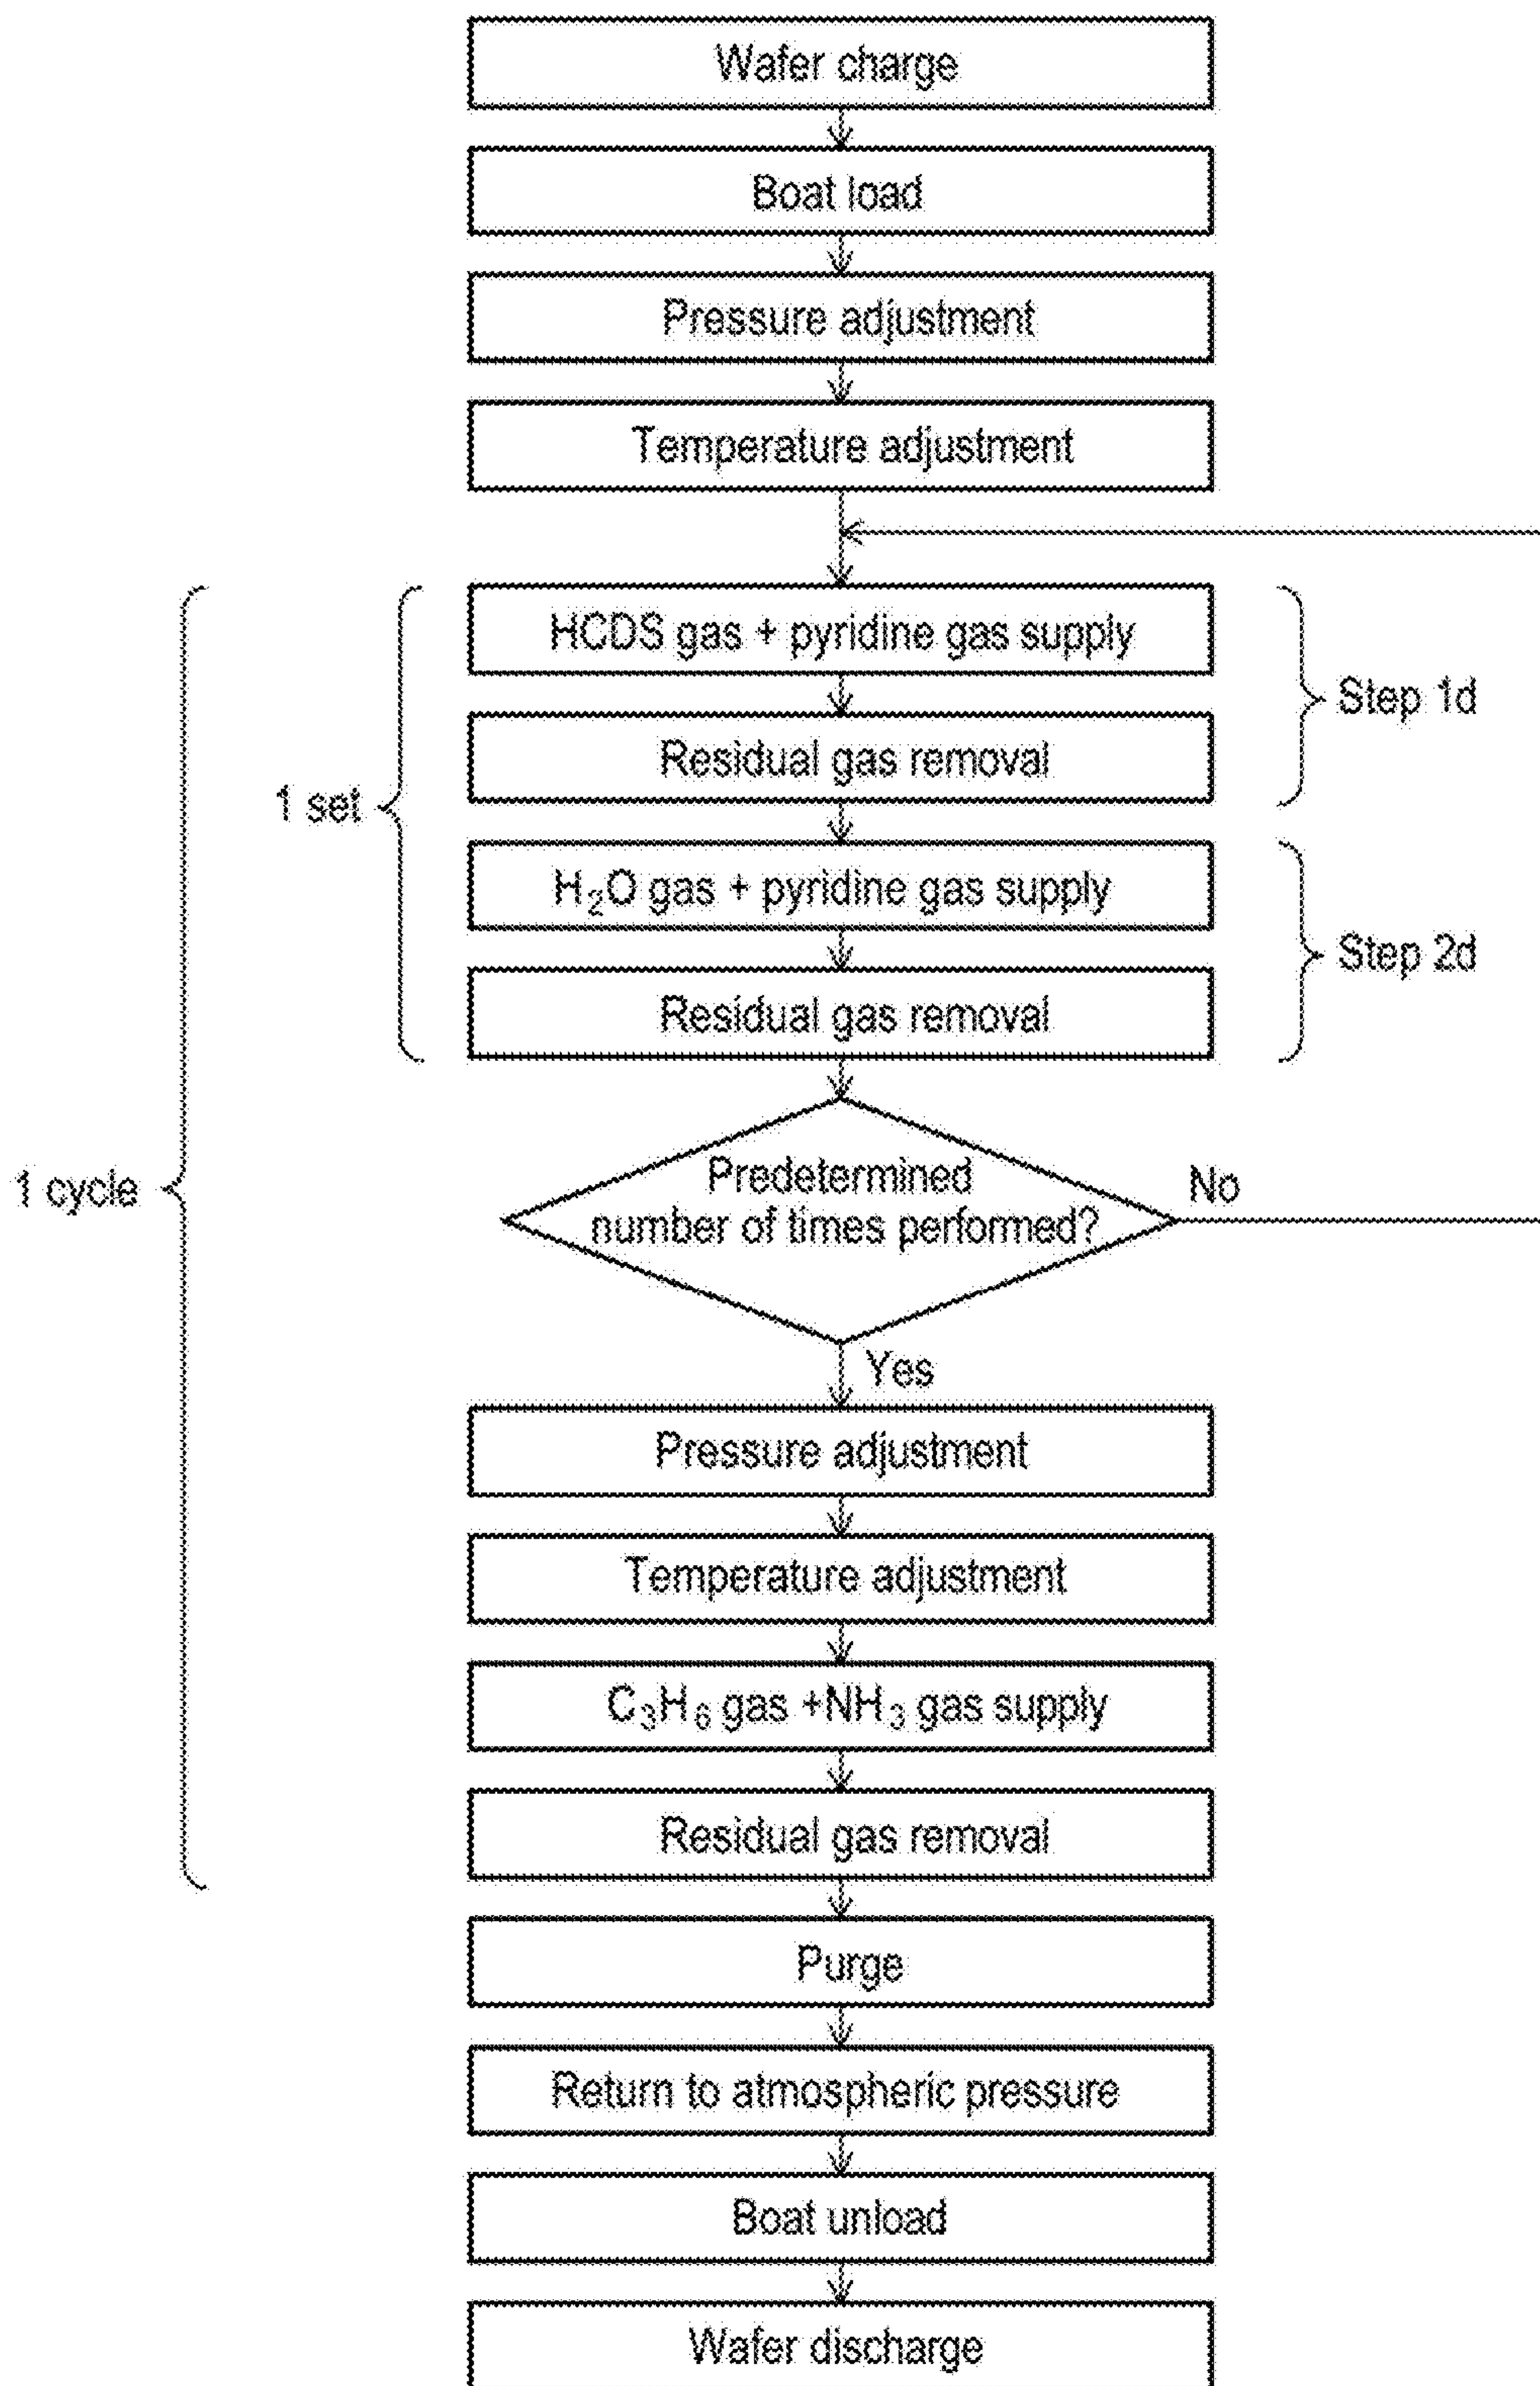 Wafer charge
Boat load
Pressure adjustment
Temperature adjustment
HCDS gas + pyridine gas supply
Step 1d
Residual gas removal
1 set
H₂O gas + pyridine gas supply
Step 2d
Residual gas removal
1 cycle
Predetermined
number of times performed?
No
Yes
Pressure adjustment
Temperature adjustment
C₃H₆ gas +NH₃ gas supply
Residual gas removal
Purge
Return to atmospheric pressure
Boat unload
Wafer discharge